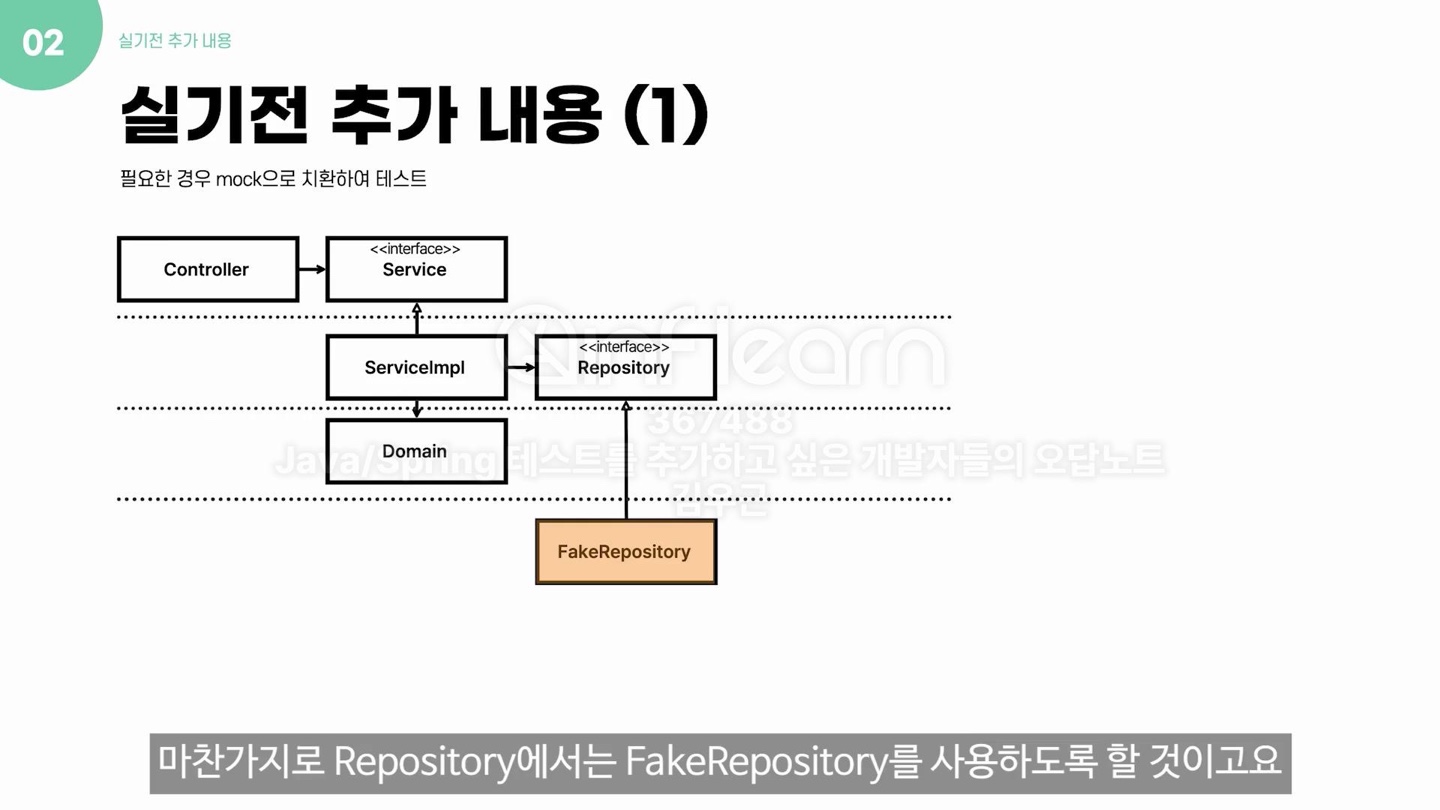 02
실기전 추가 내용
실기전 추가 내용 (1)
필요한 경우 mock으로 치환하여 테스트
Controller
<<interface>>
Service
ServiceImpl
<<interface>>
Repository
Domain
FakeRepository
inflearn
367488
Java/Spring 테스트를 추가하고 싶은 개발자들의 오답노트
김우근
마찬가지로 Repository에서는 FakeRepository를 사용하도록 할 것이고요